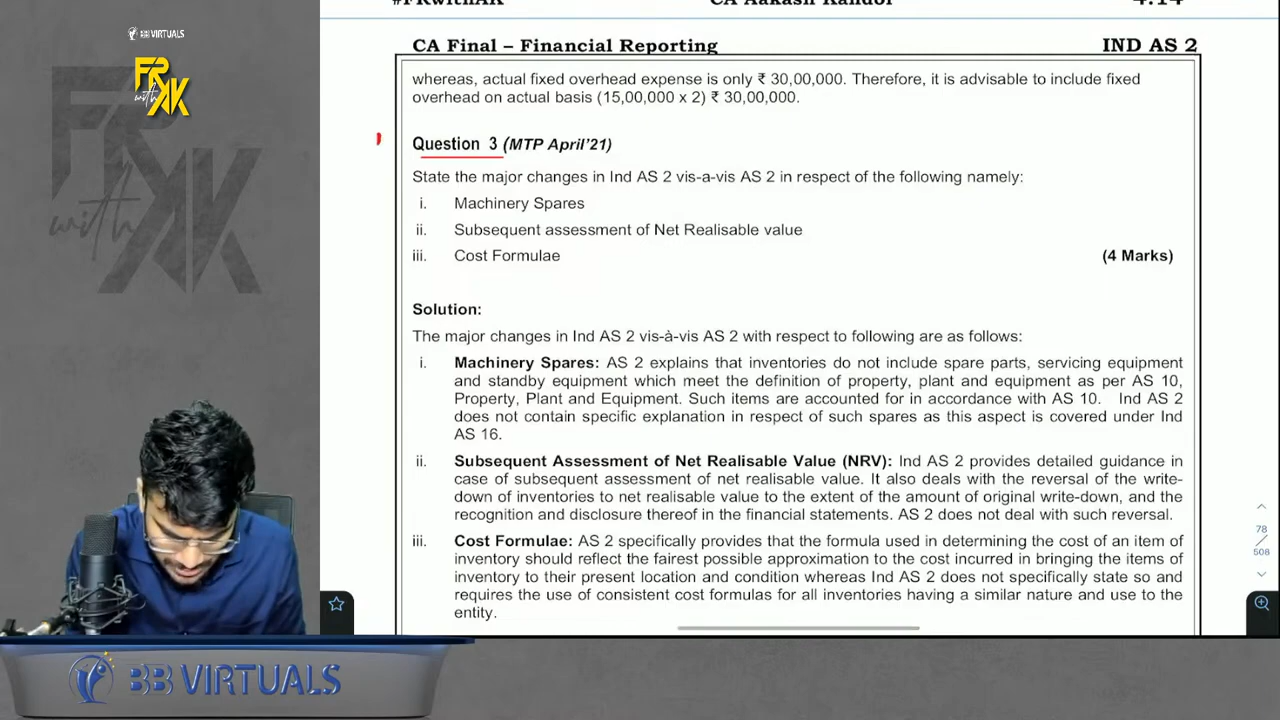 #FRwithAK CA Aakash Kandoi 4.14
BB VIRTUALS
FR
with
AK
FR
with
AK
CA Final – Financial Reporting IND AS 2
whereas, actual fixed overhead expense is only ₹ 30,00,000. Therefore, it is advisable to include fixed
overhead on actual basis (15,00,000 x 2) ₹ 30,00,000.
Question 3 (MTP April'21)
State the major changes in Ind AS 2 vis-a-vis AS 2 in respect of the following namely:
i. Machinery Spares
ii. Subsequent assessment of Net Realisable value
iii. Cost Formulae (4 Marks)
Solution:
The major changes in Ind AS 2 vis-à-vis AS 2 with respect to following are as follows:
i. Machinery Spares: AS 2 explains that inventories do not include spare parts, servicing equipment
and standby equipment which meet the definition of property, plant and equipment as per AS 10,
Property, Plant and Equipment. Such items are accounted for in accordance with AS 10. Ind AS 2
does not contain specific explanation in respect of such spares as this aspect is covered under Ind
AS 16.
ii. Subsequent Assessment of Net Realisable Value (NRV): Ind AS 2 provides detailed guidance in
case of subsequent assessment of net realisable value. It also deals with the reversal of the write-
down of inventories to net realisable value to the extent of the amount of original write-down, and the
recognition and disclosure thereof in the financial statements. AS 2 does not deal with such reversal.
iii. Cost Formulae: AS 2 specifically provides that the formula used in determining the cost of an item of
inventory should reflect the fairest possible approximation to the cost incurred in bringing the items of
inventory to their present location and condition whereas Ind AS 2 does not specifically state so and
requires the use of consistent cost formulas for all inventories having a similar nature and use to the
entity.
78
/
508
BB VIRTUALS